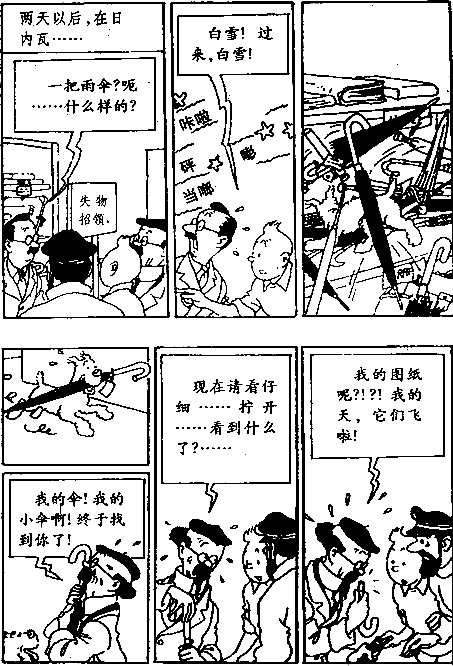 两天以后，在日
内瓦……
一把雨伞？呃
……什么样的？
失物
招领.
白雪！过
来，白雪！
咔嚓
砰
嘭
当啷
我的伞！我的
小伞啊！终于找
到你了！
现在请看仔
细……拧开
……看到什么
了？……
我的图纸
呢？！？！我的
天，它们飞
啦！